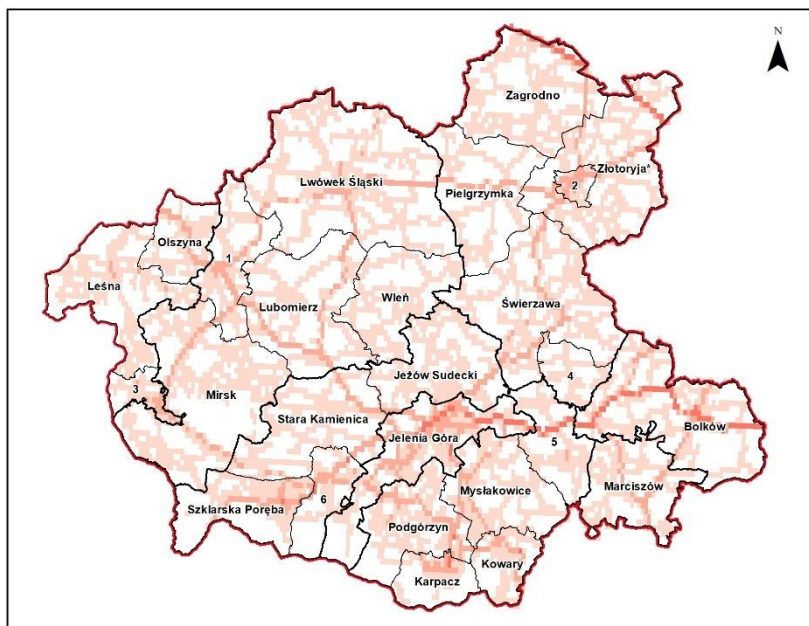 N
Zagrodno
Złotoryja*
Lwówek Śląski
Pielgrzymka
2
Olszyna
1
Leśna
Lubomierz
Wleń
Świerzawa
Jeżów Sudecki
4
3
Mirsk
Stara Kamienica
Jelenia Góra
5
Bolków
Mysłakowice
Marciszów
6
Szklarska Poręba
Podgórzyn
Kowary
Karpacz